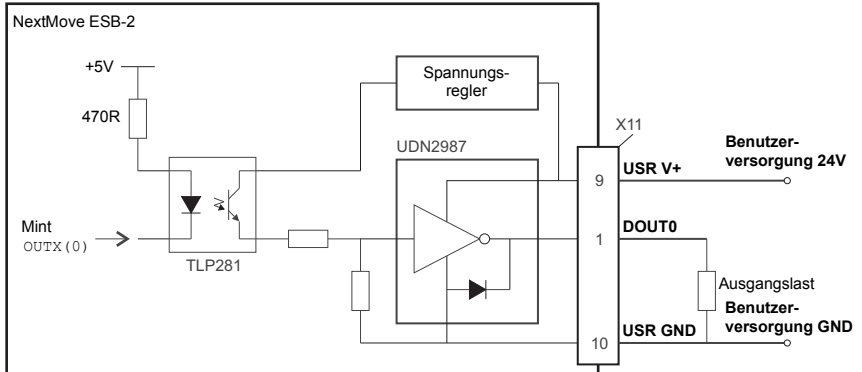 NextMove ESB-2
+5V
470R
Mint
OUTX(0)
TLP281
Spannungs-
regler
UDN2987
X11
9
USR V+
Benutzer-
versorgung 24V
1
DOUT0
Ausgangslast
10
USR GND
Benutzer-
versorgung GND